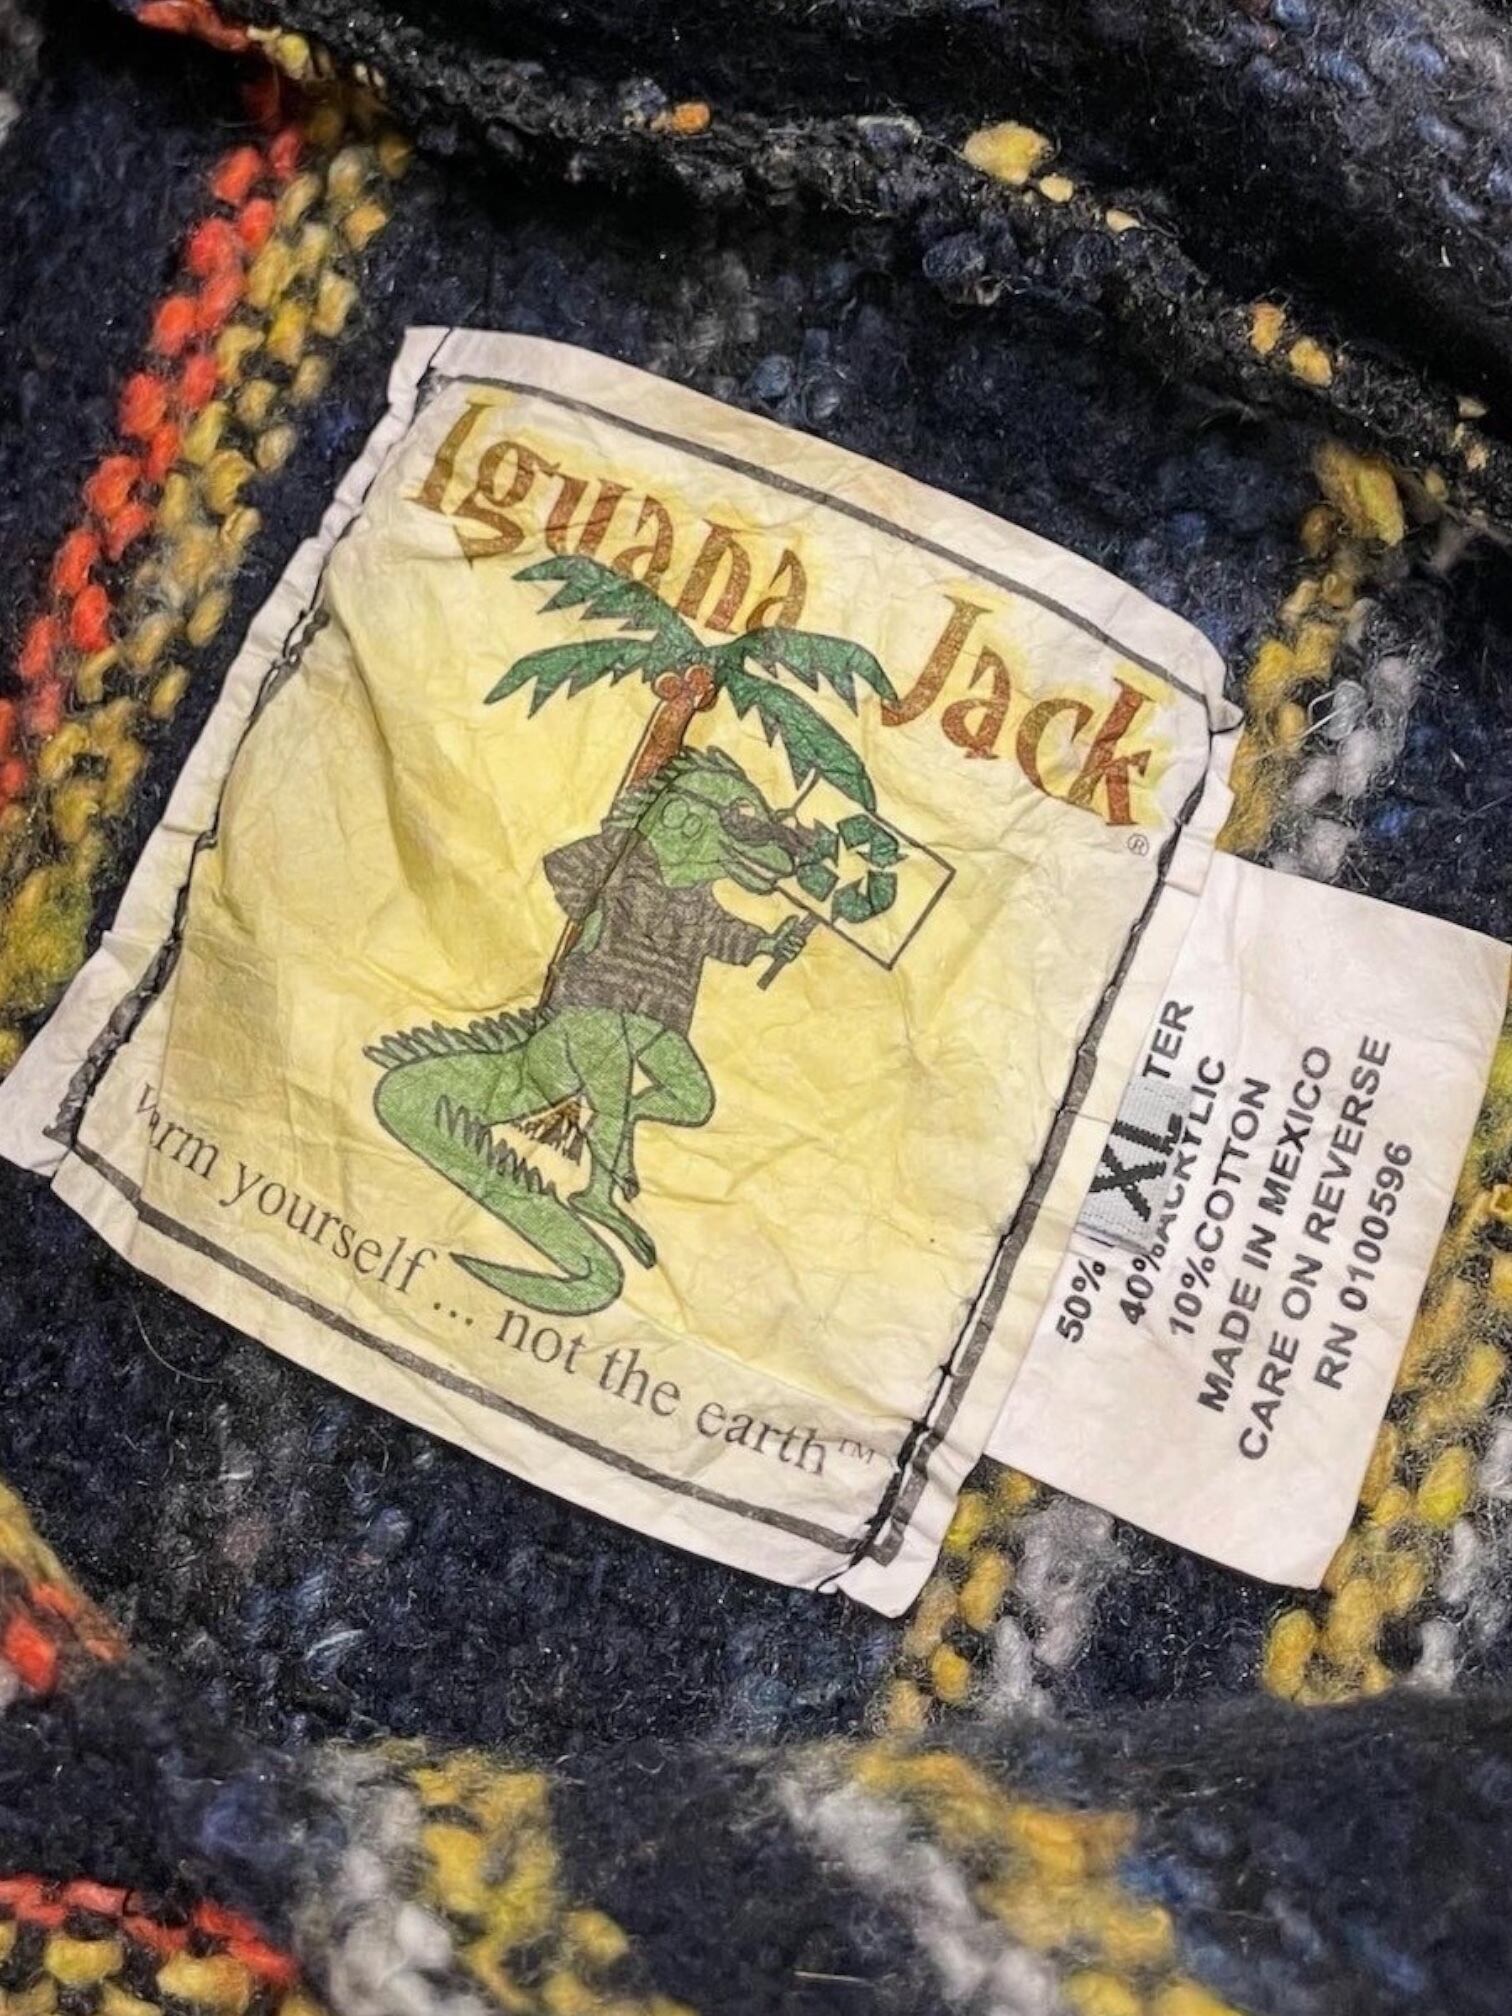 Iguana Jack
®
Warm yourself ... not the earth™
XL
50% TER
40%ACRYLIC
10%COTTON
MADE IN MEXICO
CARE ON REVERSE
RN 0100596